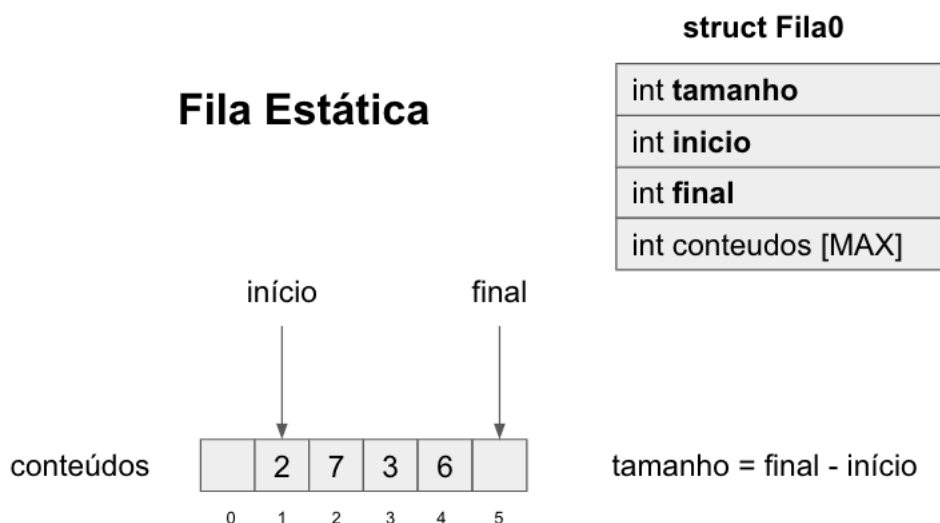 struct Fila0
Fila Estática
int tamanho
int inicio
int final
int conteudos [MAX]
início final
conteúdos 2 7 3 6 tamanho = final - início
0 1 2 3 4 5